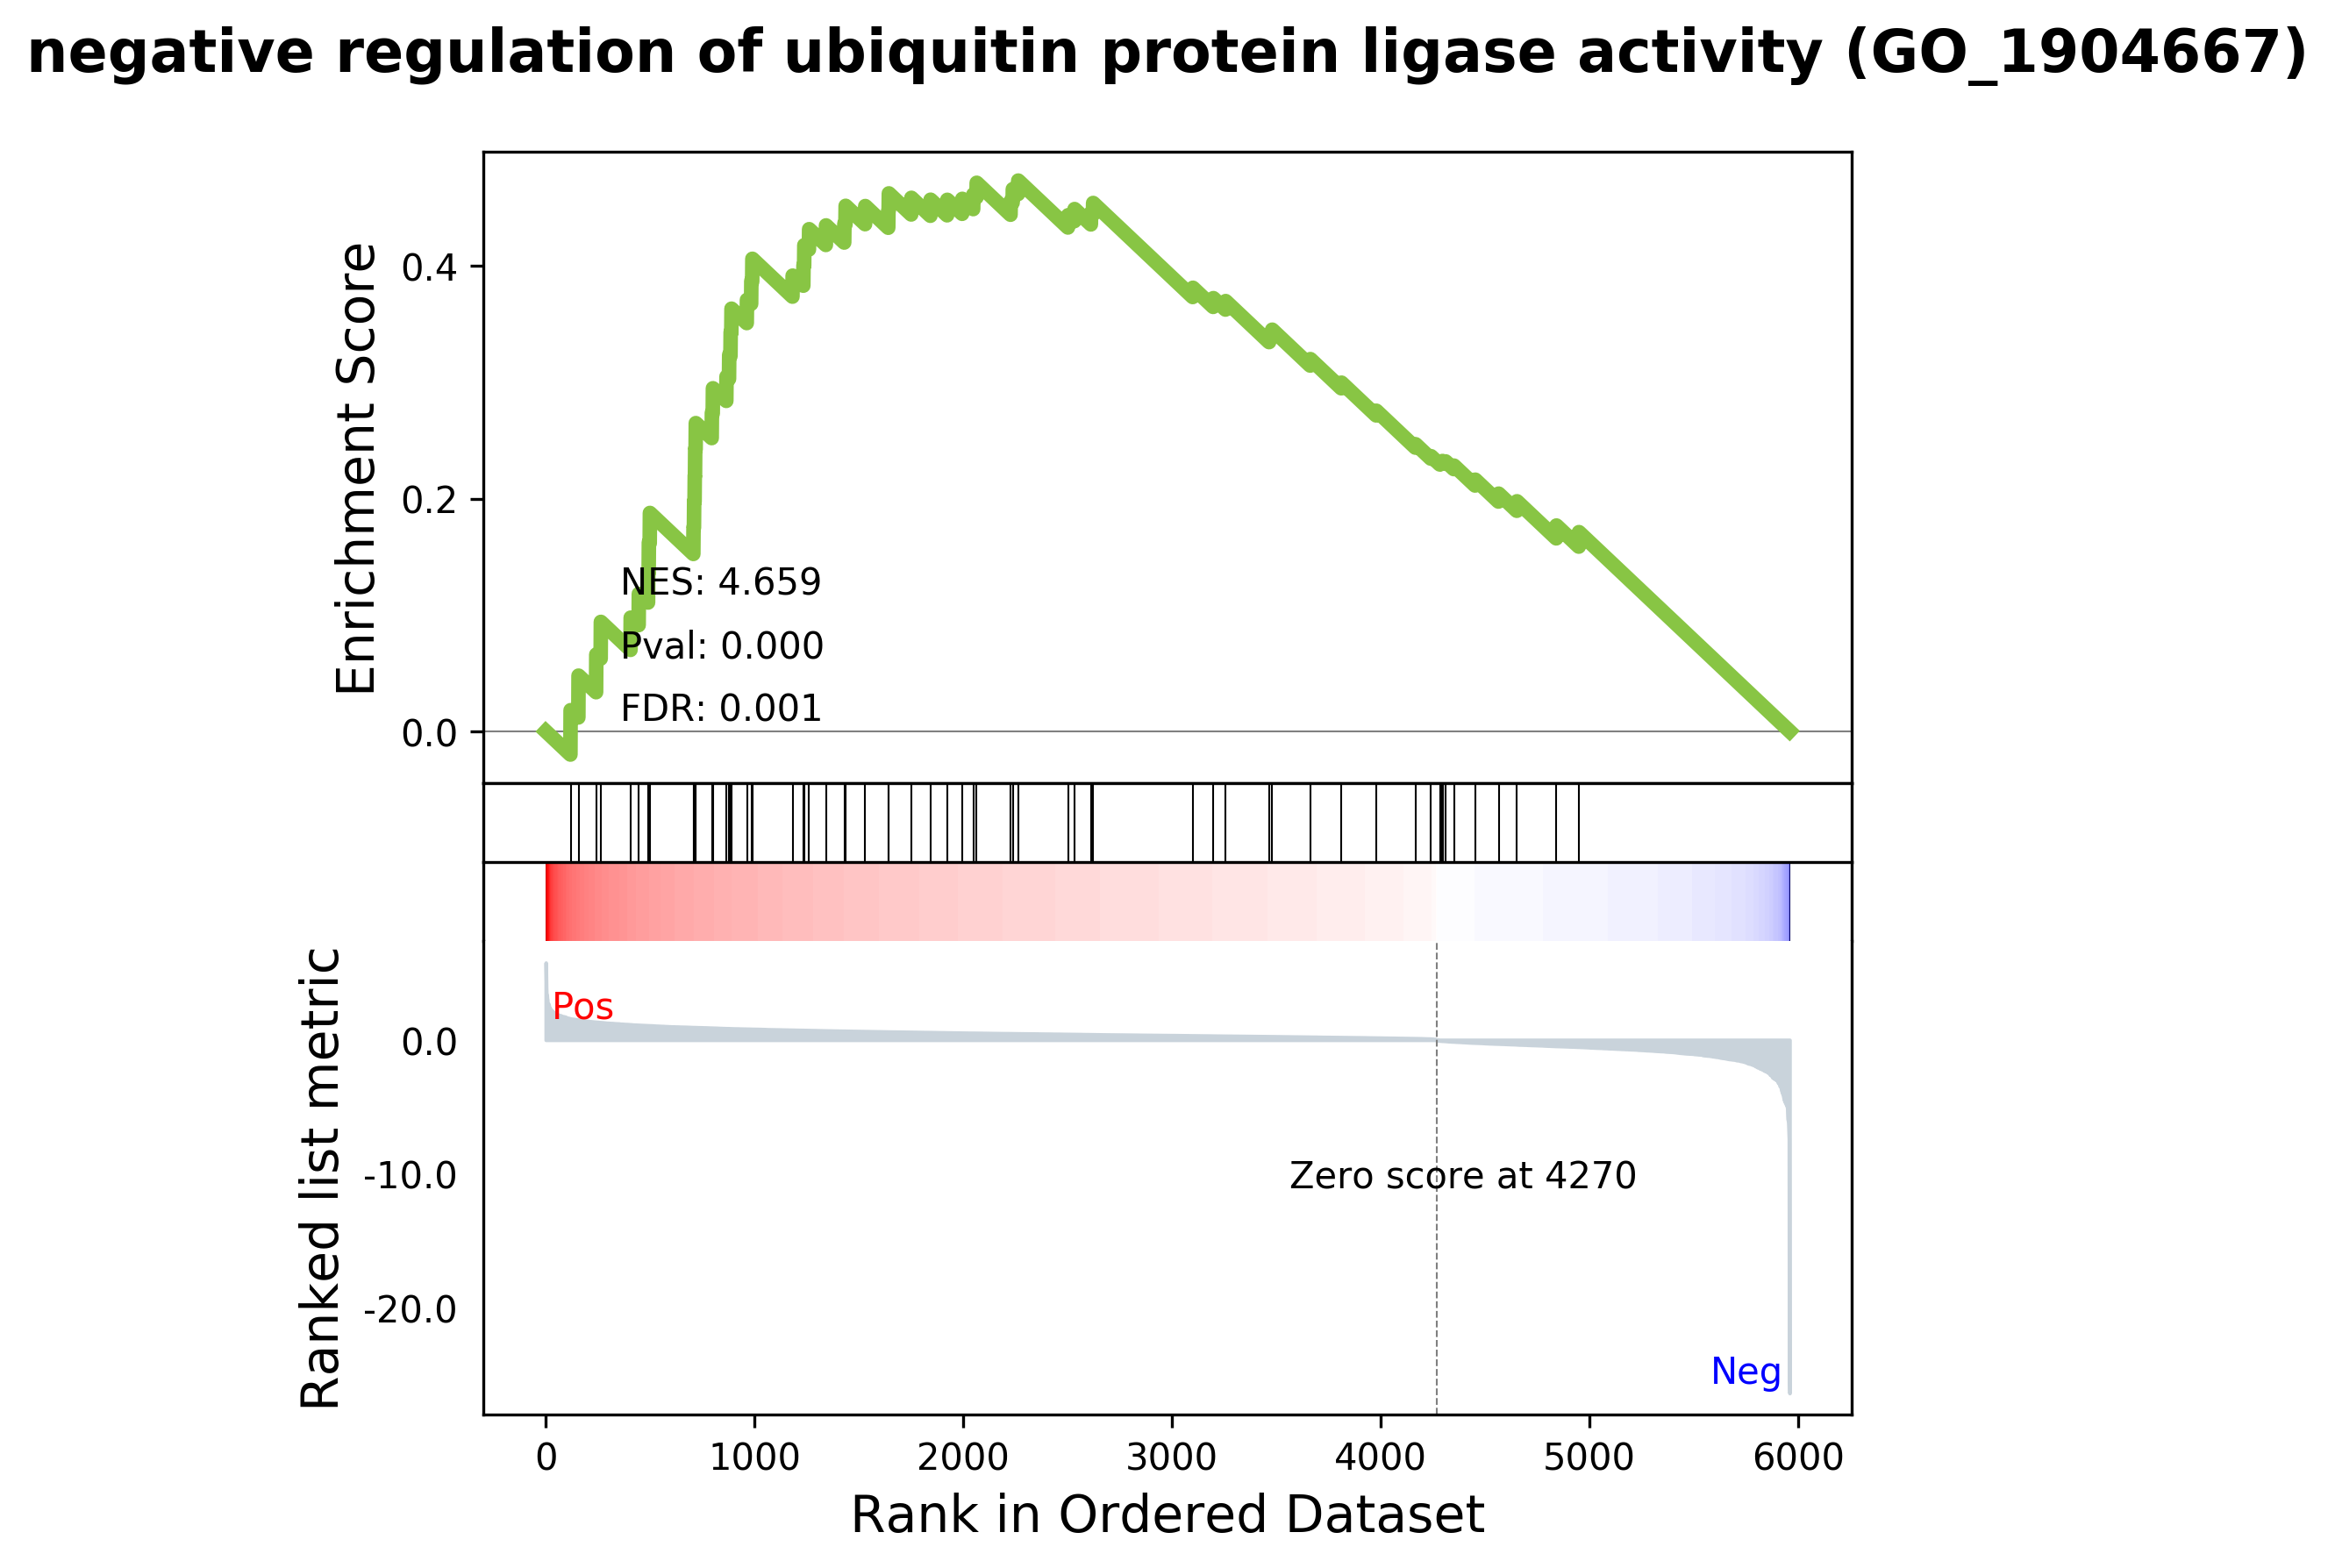 negative regulation of ubiquitin protein ligase activity (GO_1904667)
Enrichment Score
0.4
0.2
0.0
NES: 4.659
Pval: 0.000
FDR: 0.001
Ranked list metric
0.0
-10.0
-20.0
Pos
Zero score at 4270
Neg
0 1000 2000 3000 4000 5000 6000
Rank in Ordered Dataset